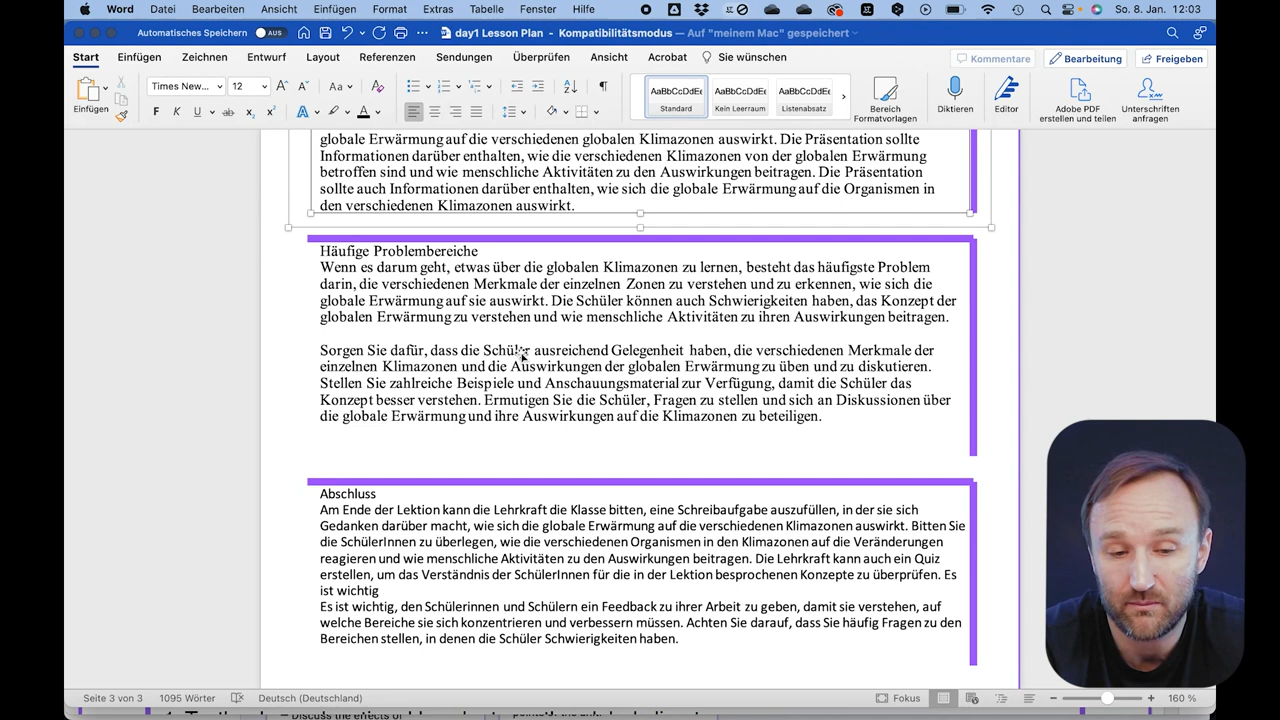 Word Datei Bearbeiten Ansicht Einfügen Format Extras Tabelle Fenster Hilfe So. 8. Jan. 12:03
Automatisches Speichern AUS day1 Lesson Plan - Kompatibilitätsmodus — Auf "meinem Mac" gespeichert
Start Einfügen Zeichnen Entwurf Layout Referenzen Sendungen Überprüfen Ansicht Acrobat Sie wünschen Kommentare Bearbeitung Freigeben
Times New... 12
AaBbCcDdEe AaBbCcDdEe AaBbCcDdEe
Einfügen Standard Kein Leerraum Listenabsatz Bereich Formatvorlagen Diktieren Editor Adobe PDF erstellen und teilen Unterschriften anfragen
globale Erwärmung auf die verschiedenen globalen Klimazonen auswirkt. Die Präsentation sollte
Informationen darüber enthalten, wie die verschiedenen Klimazonen von der globalen Erwärmung
betroffen sind und wie menschliche Aktivitäten zu den Auswirkungen beitragen. Die Präsentation
sollte auch Informationen darüber enthalten, wie sich die globale Erwärmung auf die Organismen in
den verschiedenen Klimazonen auswirkt.
Häufige Problembereiche
Wenn es darum geht, etwas über die globalen Klimazonen zu lernen, besteht das häufigste Problem
darin, die verschiedenen Merkmale der einzelnen Zonen zu verstehen und zu erkennen, wie sich die
globale Erwärmung auf sie auswirkt. Die Schüler können auch Schwierigkeiten haben, das Konzept der
globalen Erwärmung zu verstehen und wie menschliche Aktivitäten zu ihren Auswirkungen beitragen.
Sorgen Sie dafür, dass die Schüler ausreichend Gelegenheit haben, die verschiedenen Merkmale der
einzelnen Klimazonen und die Auswirkungen der globalen Erwärmung zu üben und zu diskutieren.
Stellen Sie zahlreiche Beispiele und Anschauungsmaterial zur Verfügung, damit die Schüler das
Konzept besser verstehen. Ermutigen Sie die Schüler, Fragen zu stellen und sich an Diskussionen über
die globale Erwärmung und ihre Auswirkungen auf die Klimazonen zu beteiligen.
Abschluss
Am Ende der Lektion kann die Lehrkraft die Klasse bitten, eine Schreibaufgabe auszufüllen, in der sie sich
Gedanken darüber macht, wie sich die globale Erwärmung auf die verschiedenen Klimazonen auswirkt. Bitten Sie
die SchülerInnen zu überlegen, wie die verschiedenen Organismen in den Klimazonen auf die Veränderungen
reagieren und wie menschliche Aktivitäten zu den Auswirkungen beitragen. Die Lehrkraft kann auch ein Quiz
erstellen, um das Verständnis der SchülerInnen für die in der Lektion besprochenen Konzepte zu überprüfen. Es
ist wichtig
Es ist wichtig, den Schülerinnen und Schülern ein Feedback zu ihrer Arbeit zu geben, damit sie verstehen, auf
welche Bereiche sie sich konzentrieren und verbessern müssen. Achten Sie darauf, dass Sie häufig Fragen zu den
Bereichen stellen, in denen die Schüler Schwierigkeiten haben.
Seite 3 von 3 1095 Wörter Deutsch (Deutschland) Fokus 160 %